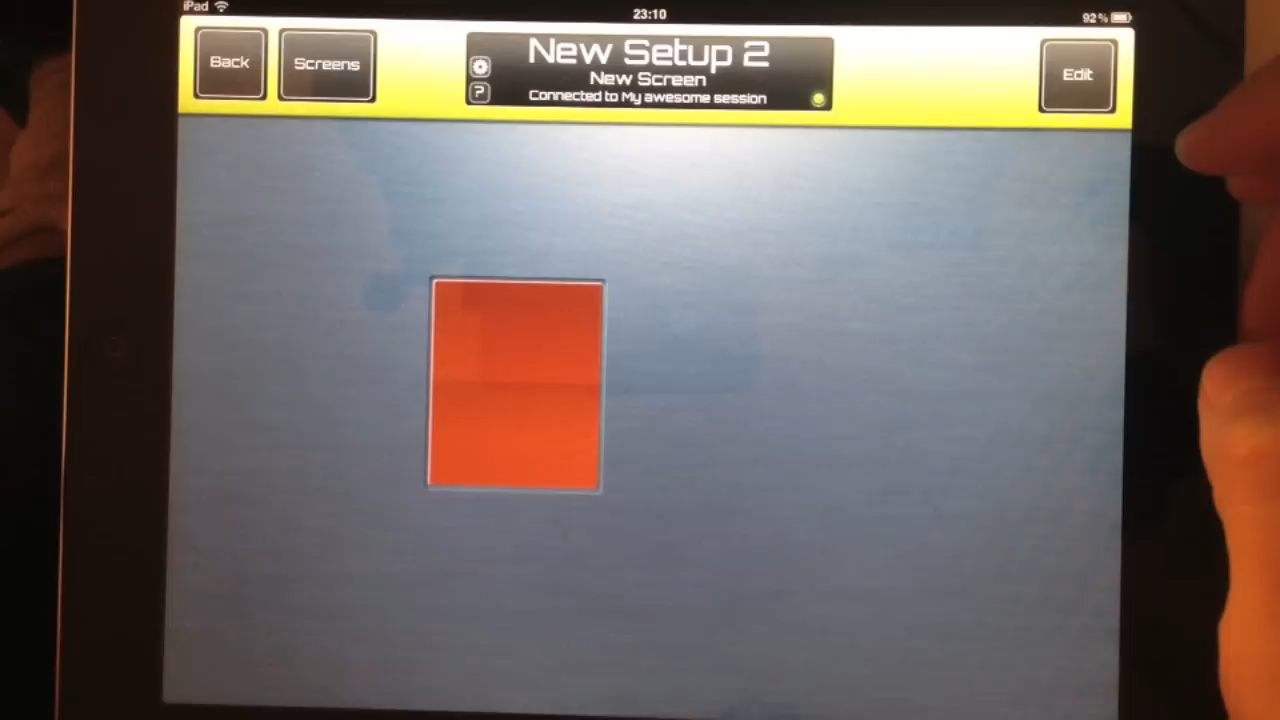 iPad
23:10
92%
Back
Screens
New Setup 2
New Screen
?
Connected to My awesome session
Edit